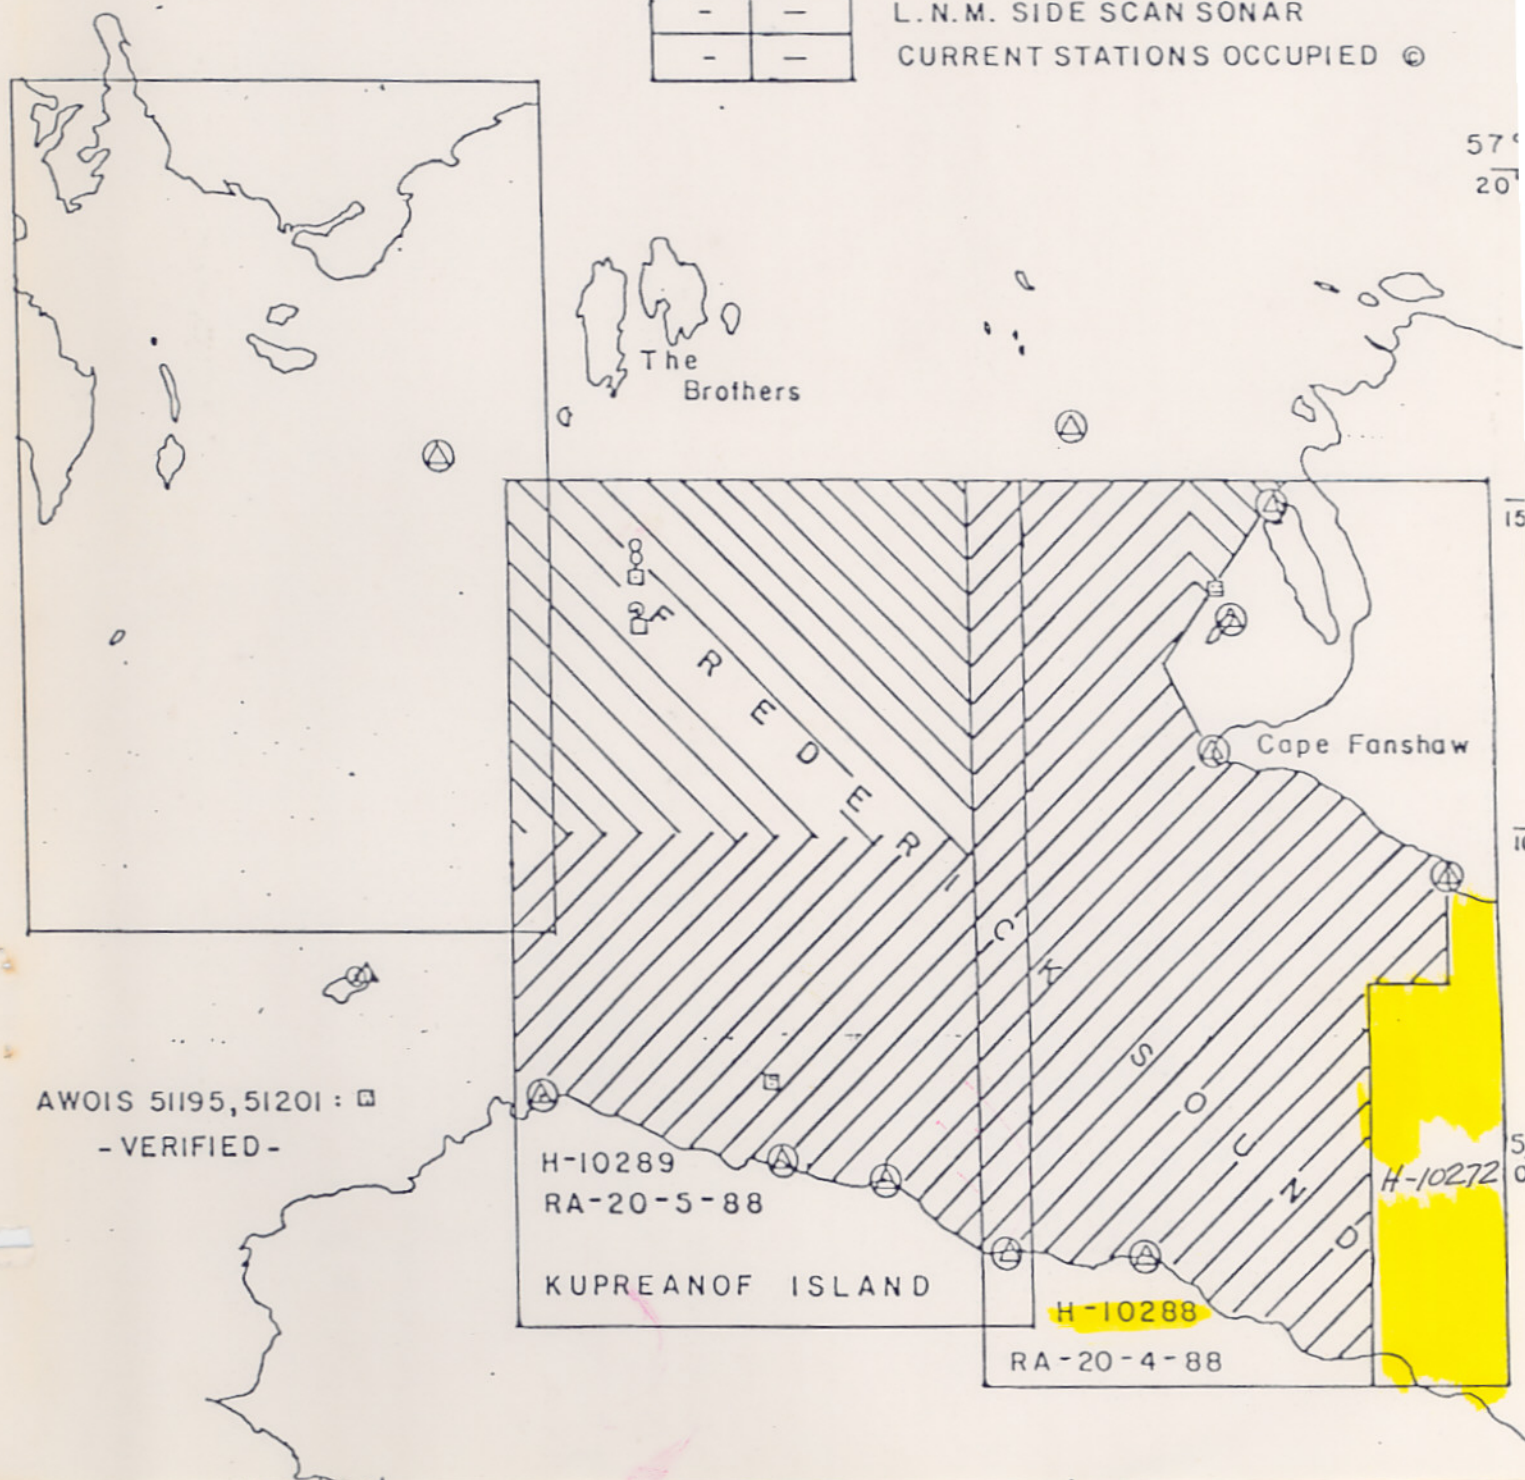 L.N.M. SIDE SCAN SONAR
CURRENT STATIONS OCCUPIED ©
57°
20'
The
Brothers
15
Cape Fanshaw
FREDERICK SOUND
AWOIS 51195, 51201 :
- VERIFIED -
H-10289
RA-20-5-88
H-10272
KUPREANOF ISLAND
H-10288
RA-20-4-88